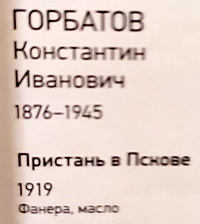 ГОРБАТОВ
Константин
Иванович
1876–1945
Пристань в Пскове
1919
Фанера, масло